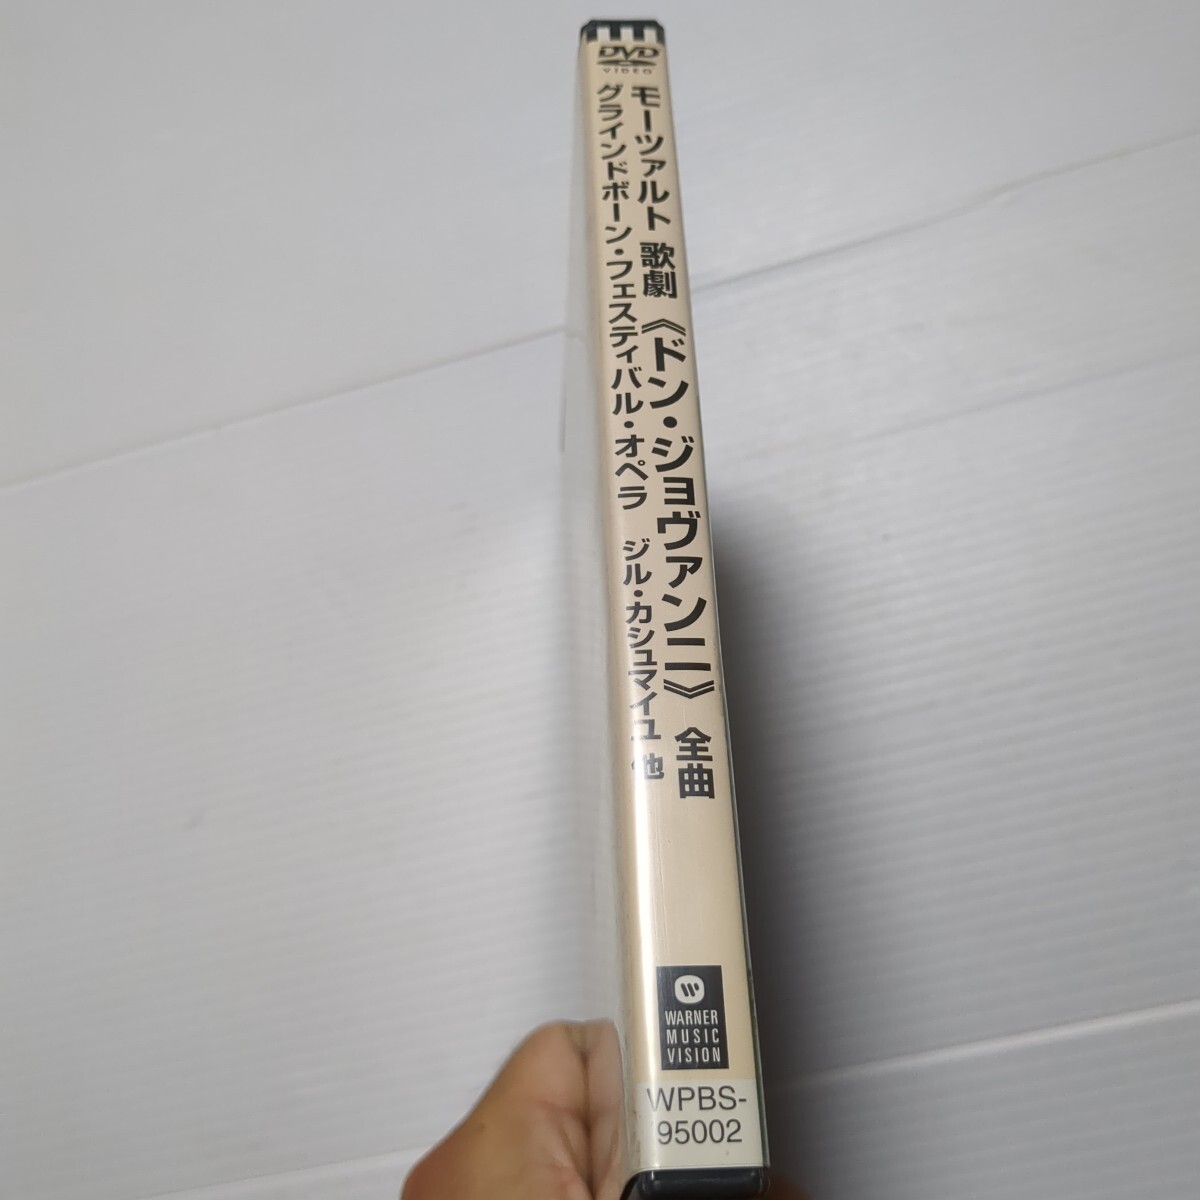 DVD
VIDEO
モーツァルト 歌劇 《ドン・ジョヴァンニ》 全曲
グラインドボーン・フェスティバル・オペラ ジル・カシュマイユ 他
WARNER
MUSIC
VISION
WPBS-
95002